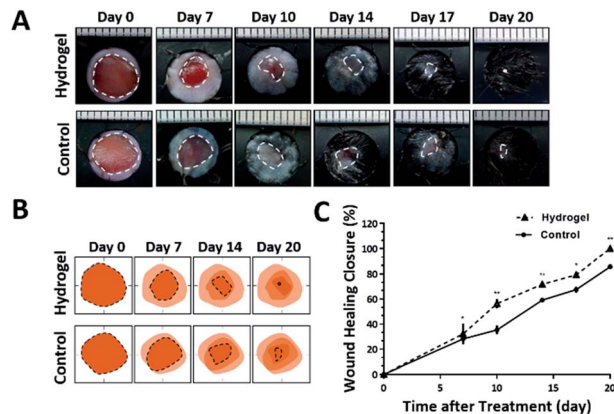 A
Day 0 Day 7 Day 10 Day 14 Day 17 Day 20
Hydrogel
Control
B
Day 0 Day 7 Day 14 Day 20
Hydrogel
Control
C
Wound Healing Closure (%)
120
100
80
60
40
20
0
Hydrogel
Control
*
**
**
*
**
0 5 10 15 20
Time after Treatment (day)